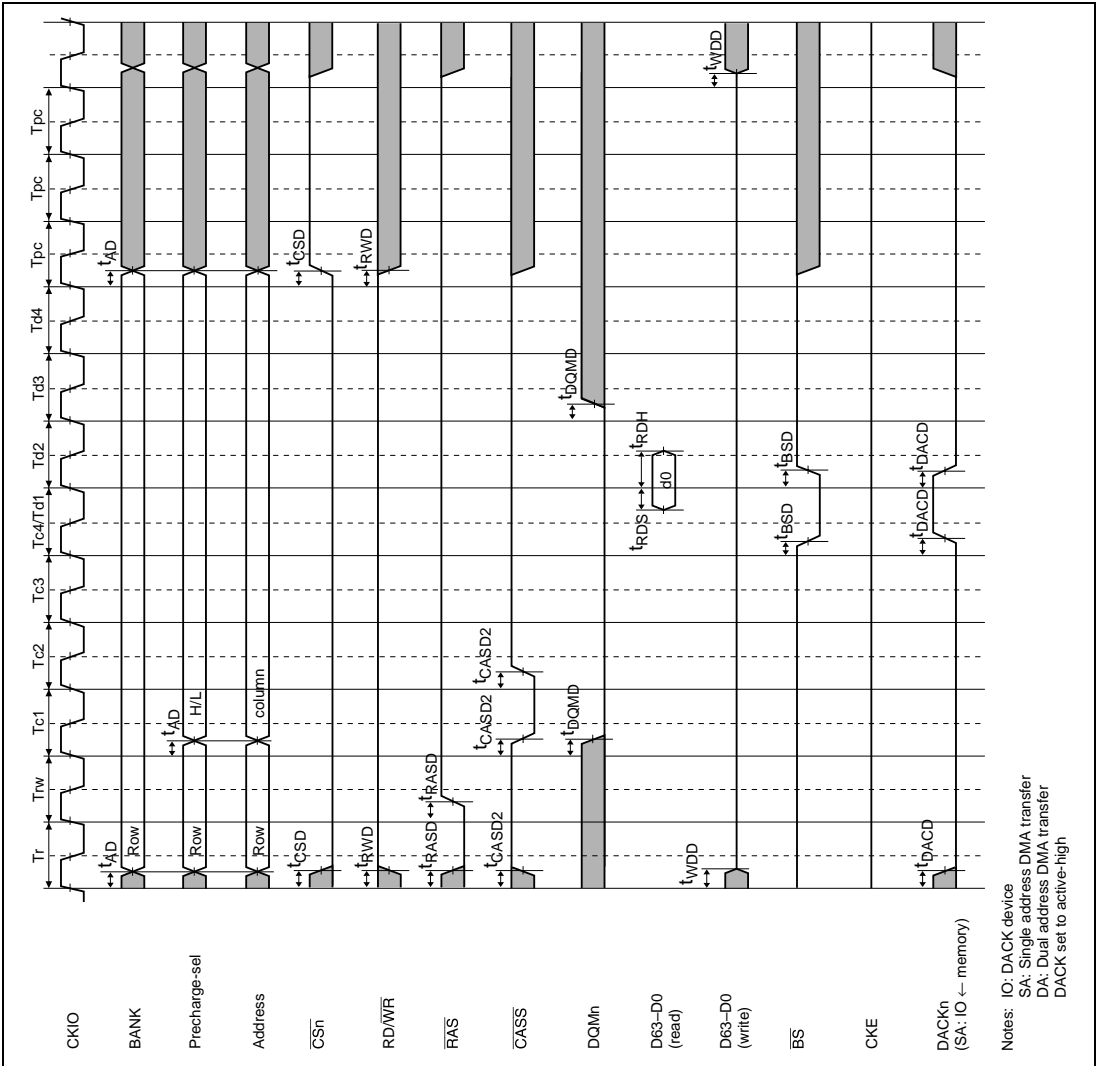 Tr Trw Tc1 Tc2 Tc3 Tc4/Td1 Td2 Td3 Td4 Tpc Tpc Tpc
CKIO
tAD tAD
BANK Row
tAD
Precharge-sel Row H/L
Address Row column
tCSD tCSD
CSn
tRWD tRWD
RD/WR
tRASD tRASD
RAS
tCASD2 tCASD2 tCASD2
CASS
tDQMD tDQMD
DQMn
tRDS tRDH
D63–D0 d0
(read)
tWDD tWDD
D63–D0
(write)
tBSD tBSD
BS
CKE
tDACD tDACD tDACD
DACKn
(SA: IO ← memory)
Notes: IO: DACK device
SA: Single address DMA transfer
DA: Dual address DMA transfer
DACK set to active-high